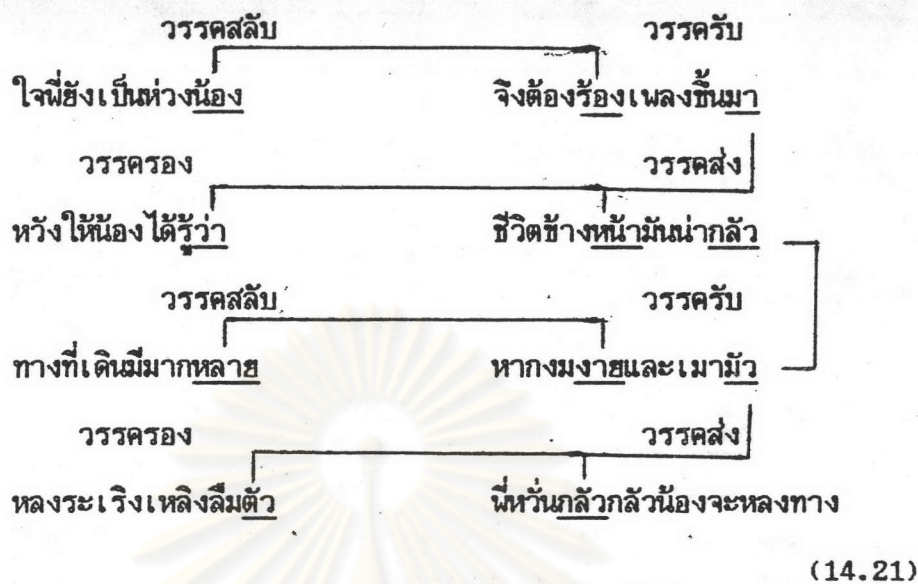 วรรคสลับ วรรครับ
ใจพี่ยังเป็นห่วงน้อง จึงต้องร้องเพลงขึ้นมา
วรรครอง วรรคส่ง
หวังให้น้องได้รู้ว่า ชีวิตข้างหน้ามันน่ากลัว
วรรคสลับ วรรครับ
ทางที่เดินมีมากหลาย หากงมงายและเมามัว
วรรครอง วรรคส่ง
หลงระเริงเหลิงลืมตัว พี่หวั่นกลัวกลัวน้องจะหลงทาง
(14.21)